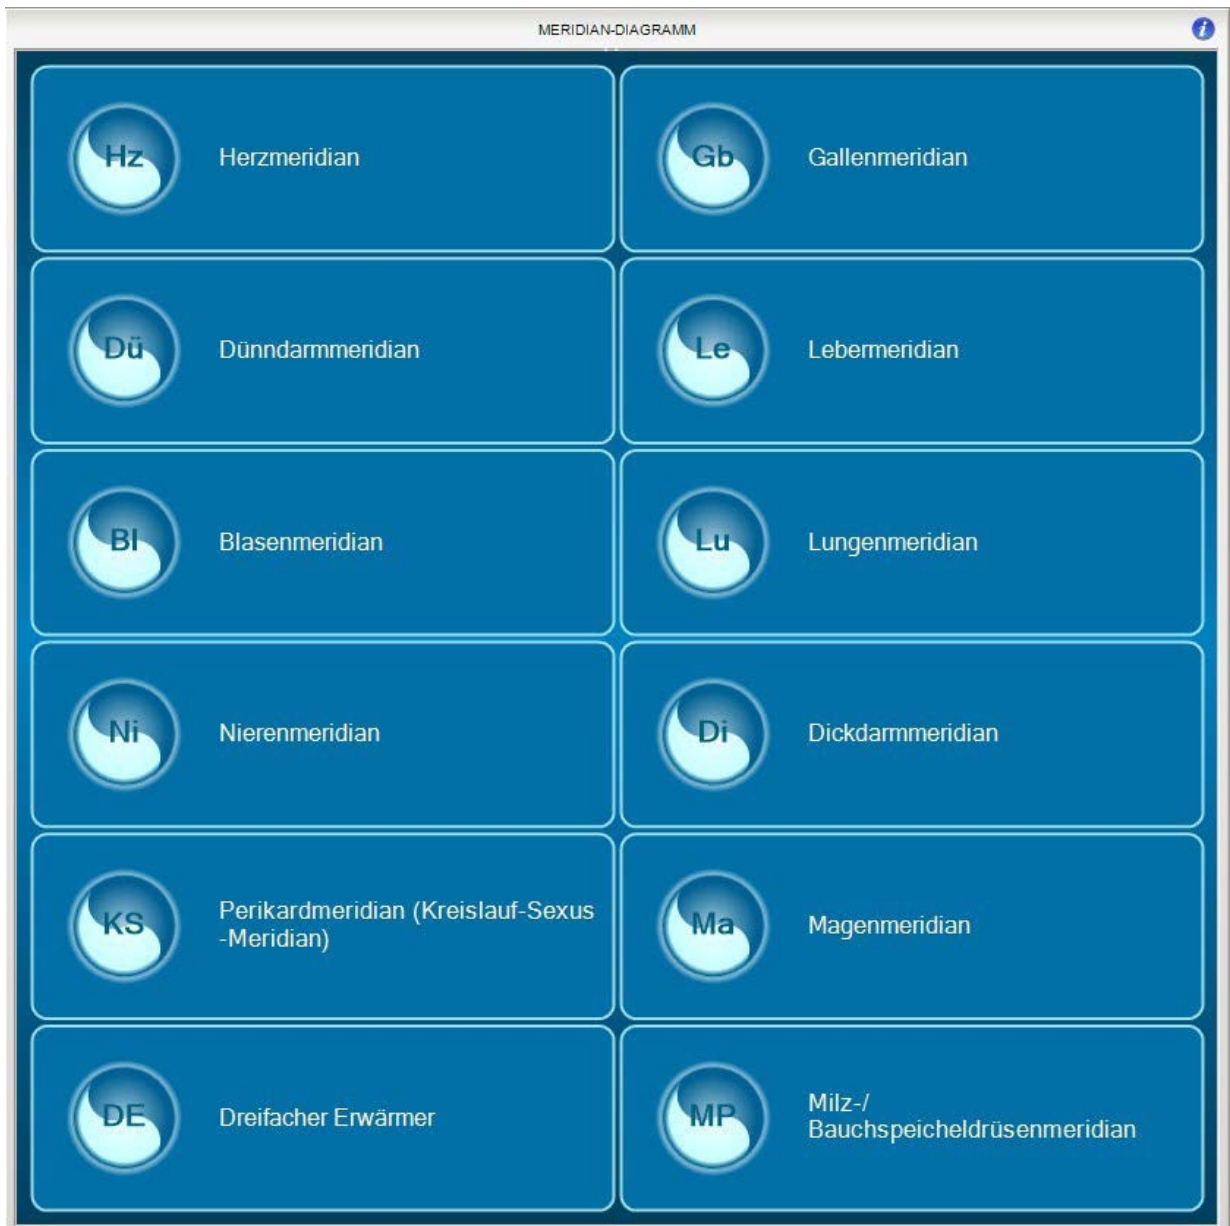 MERIDIAN-DIAGRAMM
Hz
Herzmeridian
Gb
Gallenmeridian
Dü
Dünndarmmeridian
Le
Lebermeridian
Bl
Blasenmeridian
Lu
Lungenmeridian
Ni
Nierenmeridian
Di
Dickdarmmeridian
KS
Perikardmeridian (Kreislauf-Sexus
-Meridian)
Ma
Magenmeridian
DE
Dreifacher Erwärmer
MP
Milz-/
Bauchspeicheldrüsenmeridian